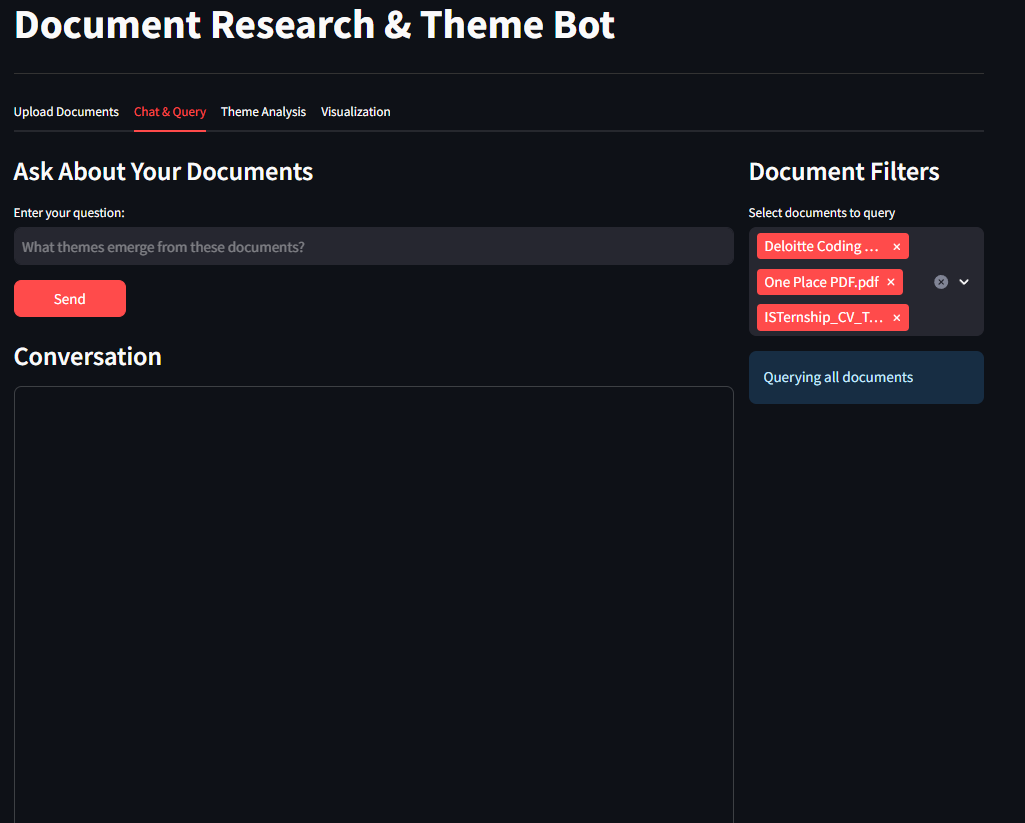 Document Research & Theme Bot
Upload Documents Chat & Query Theme Analysis Visualization
Ask About Your Documents
Enter your question:
What themes emerge from these documents?
Send
Conversation
Document Filters
Select documents to query
Deloitte Coding ... ×
One Place PDF.pdf ×
ISTernship_CV_T... ×
Querying all documents